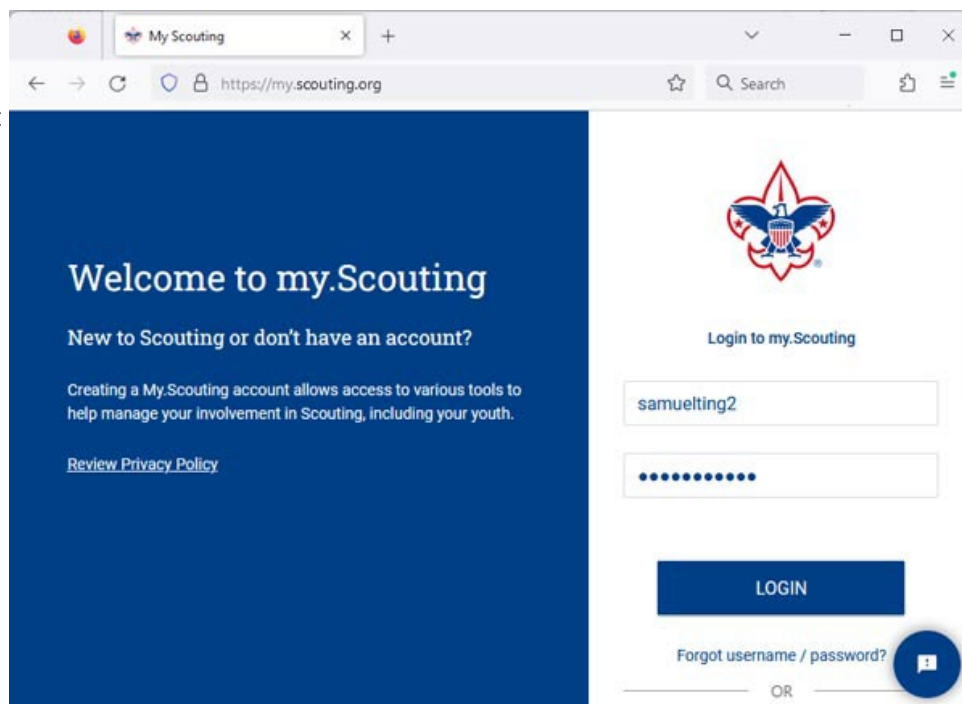 My Scouting
https://my.scouting.org
Search
Welcome to my.Scouting
New to Scouting or don't have an account?
Creating a My.Scouting account allows access to various tools to
help manage your involvement in Scouting, including your youth.
Review Privacy Policy
Login to my.Scouting
samuelting2
•••••••••••
LOGIN
Forgot username / password?
OR